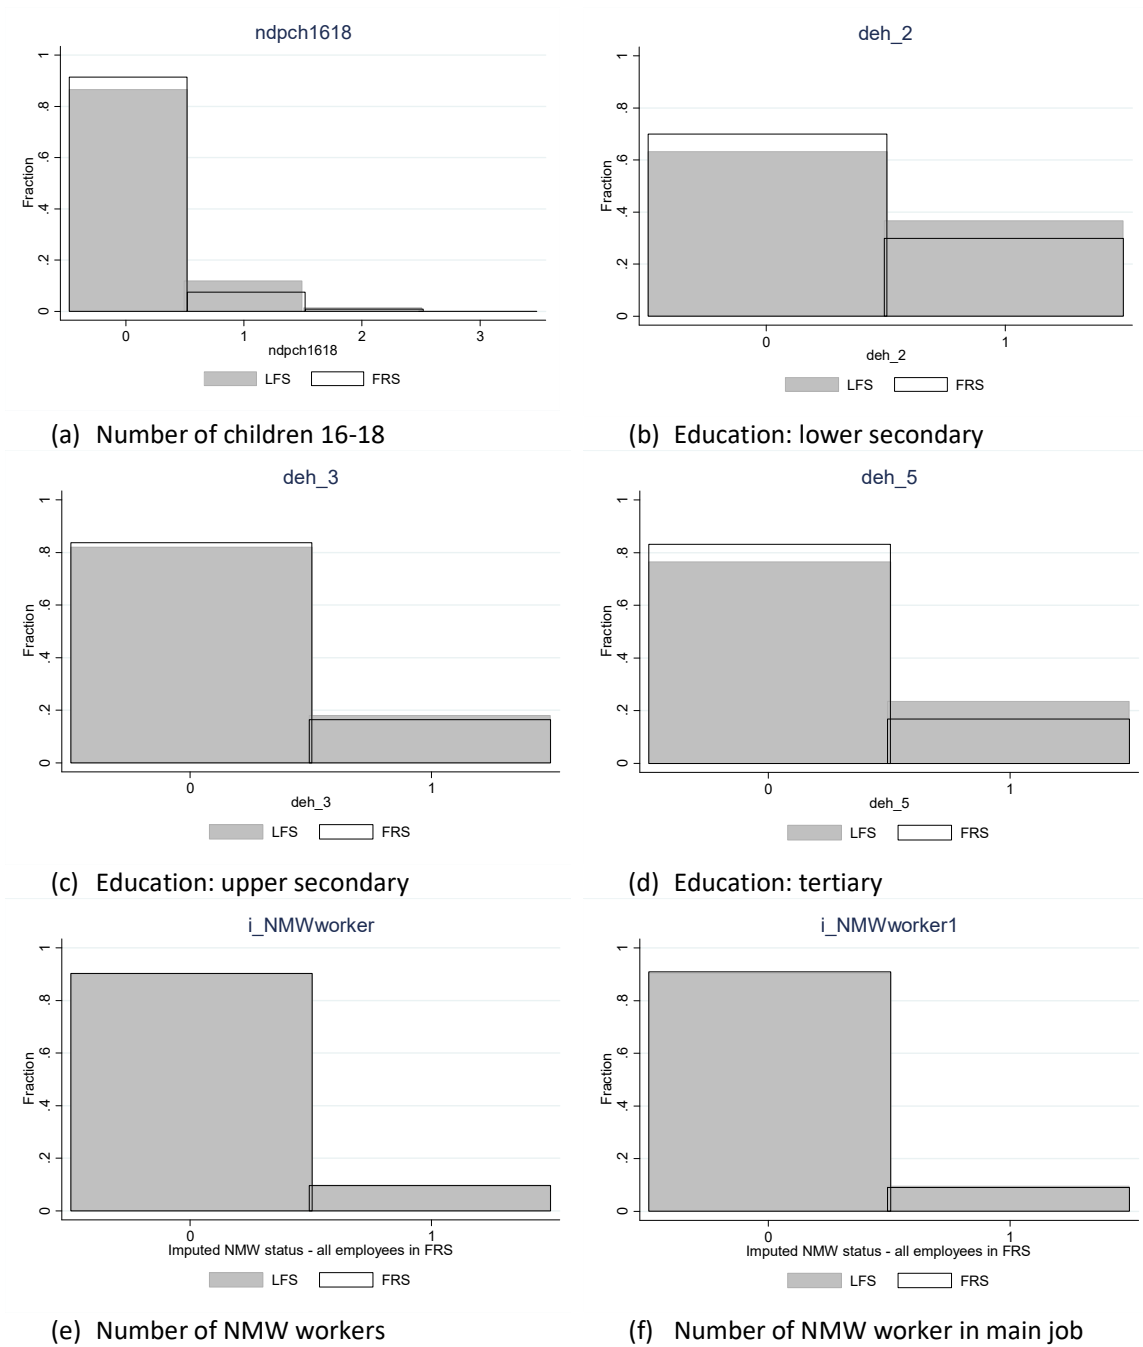 ndpch1618
Fraction
1
.8
.6
.4
.2
0
0 1 2 3
ndpch1618
LFS FRS
(a) Number of children 16-18
deh_2
Fraction
1
.8
.6
.4
.2
0
0 1
deh_2
LFS FRS
(b) Education: lower secondary
deh_3
Fraction
1
.8
.6
.4
.2
0
0 1
deh_3
LFS FRS
(c) Education: upper secondary
deh_5
Fraction
1
.8
.6
.4
.2
0
0 1
deh_5
LFS FRS
(d) Education: tertiary
i_NMWworker
Fraction
1
.8
.6
.4
.2
0
0 1
Imputed NMW status - all employees in FRS
LFS FRS
(e) Number of NMW workers
i_NMWworker1
Fraction
1
.8
.6
.4
.2
0
0 1
Imputed NMW status - all employees in FRS
LFS FRS
(f) Number of NMW worker in main job